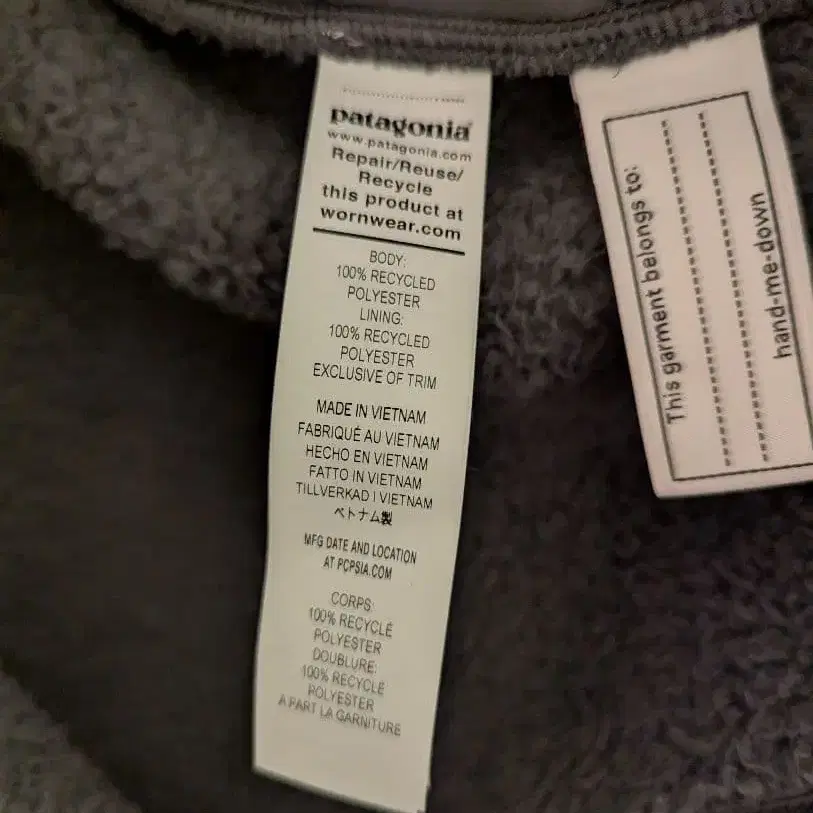 patagonia
www.patagonia.com
Repair/Reuse/
Recycle
this product at
wornwear.com
BODY:
100% RECYCLED
POLYESTER
LINING:
100% RECYCLED
POLYESTER
EXCLUSIVE OF TRIM
MADE IN VIETNAM
FABRIQUÉ AU VIETNAM
HECHO EN VIETNAM
FATTO IN VIETNAM
TILLVERKAD I VIETNAM
ベトナム製
MFG DATE AND LOCATION
AT PCPSIA.COM
CORPS:
100% RECYCLÉ
POLYESTER
DOUBLURE:
100% RECYCLÉ
POLYESTER
À PART LA GARNITURE
This garment belongs to:
hand-me-down